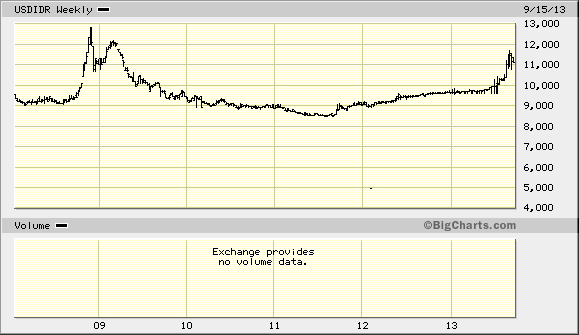 USDIDR Weekly 9/15/13
13,000
12,000
11,000
10,000
9,000
8,000
7,000
6,000
5,000
4,000
Volume ©BigCharts.com
Exchange provides
no volume data.
09 10 11 12 13